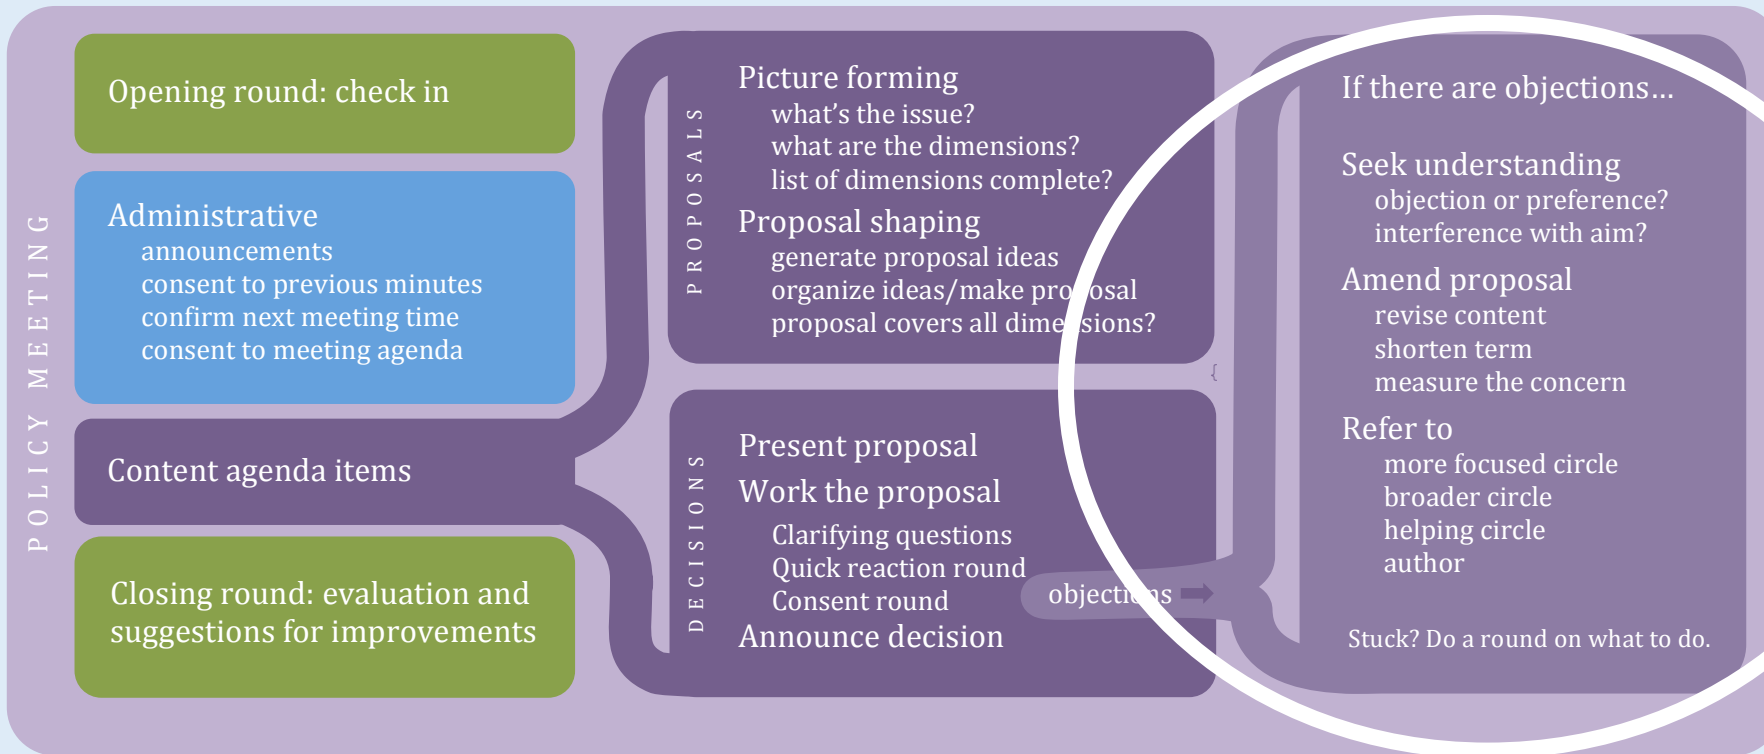 POLICY MEETING
Opening round: check in
Administrative
announcements
consent to previous minutes
confirm next meeting time
consent to meeting agenda
Content agenda items
Closing round: evaluation and
suggestions for improvements
PROPOSALS
Picture forming
what's the issue?
what are the dimensions?
list of dimensions complete?
Proposal shaping
generate proposal ideas
organize ideas/make proposal
proposal covers all dimensions?
{
DECISIONS
Present proposal
Work the proposal
Clarifying questions
Quick reaction round
Consent round
objections
Announce decision
If there are objections…
Seek understanding
objection or preference?
interference with aim?
Amend proposal
revise content
shorten term
measure the concern
Refer to
more focused circle
broader circle
helping circle
author
Stuck? Do a round on what to do.